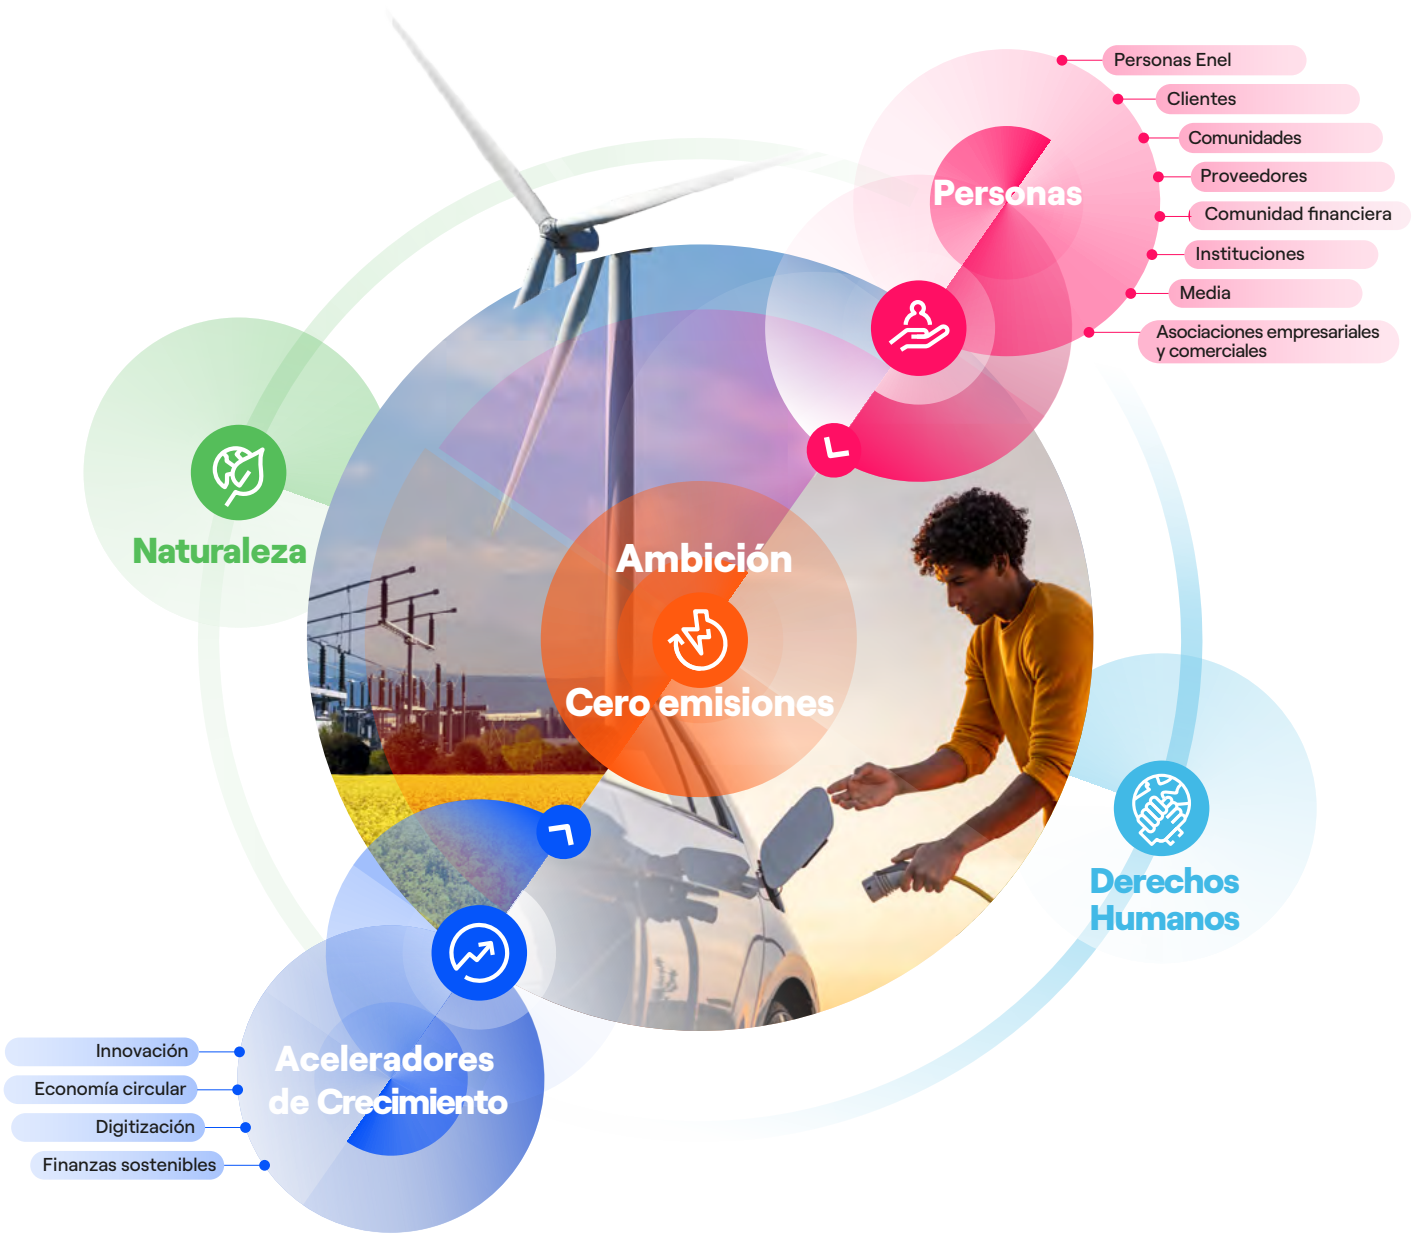 Personas Enel
Clientes
Comunidades
Personas
Proveedores
Comunidad financiera
Instituciones
Media
Asociaciones empresariales
y comerciales
Naturaleza
Ambición
Cero emisiones
Derechos
Humanos
Aceleradores
de Crecimiento
Innovación
Economía circular
Digitización
Finanzas sostenibles